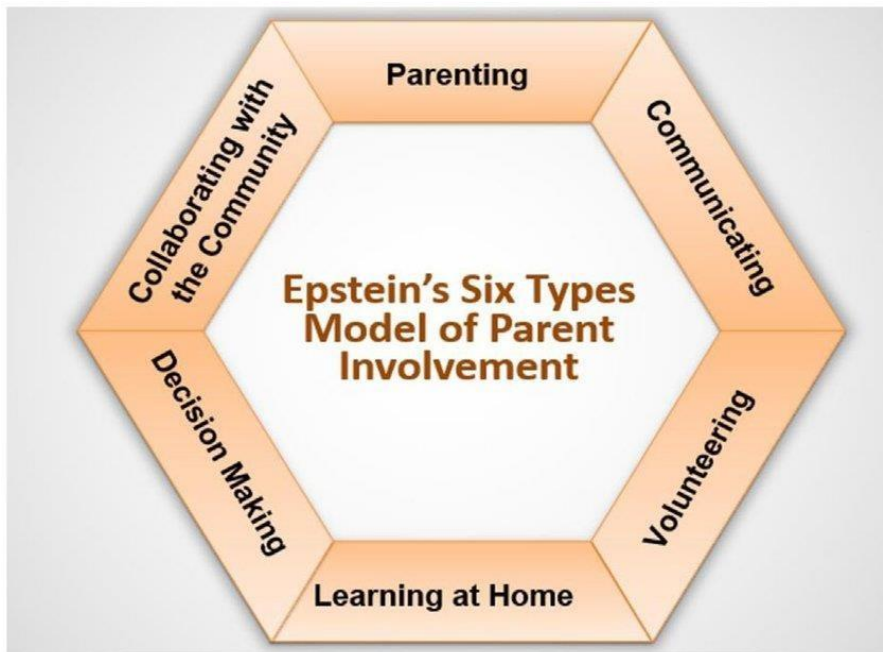 Parenting
Communicating
Volunteering
Learning at Home
Decision Making
Collaborating with
the Community
Epstein’s Six Types
Model of Parent
Involvement